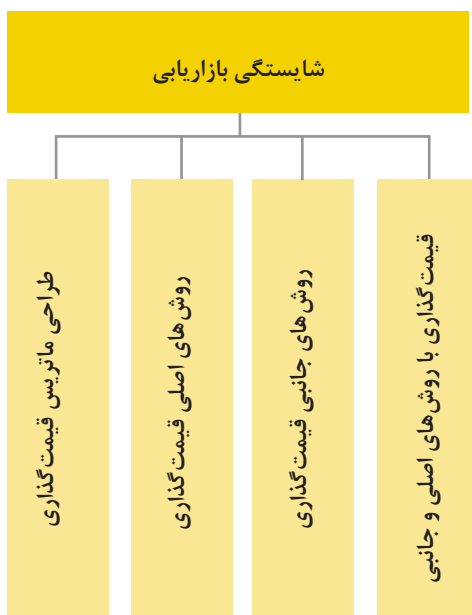 شایستگی بازاریابی
قیمت‌گذاری با روش‌های اصلی و جانبی
روش‌های جانبی قیمت‌گذاری
روش‌های اصلی قیمت‌گذاری
طراحی ماتریس قیمت‌گذاری